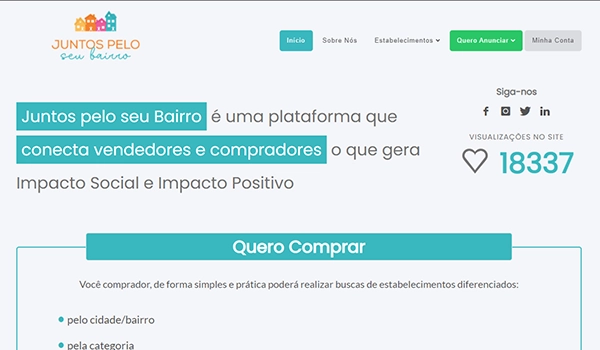 JUNTOS PELO
seu bairro
Início Sobre Nós Estabelecimentos Quero Anunciar Minha Conta
Juntos pelo seu Bairro é uma plataforma que
conecta vendedores e compradores o que gera
Impacto Social e Impacto Positivo
Siga-nos
VISUALIZAÇÕES NO SITE
18337
Quero Comprar
Você comprador, de forma simples e prática poderá realizar buscas de estabelecimentos diferenciados:
pelo cidade/bairro
pela categoria